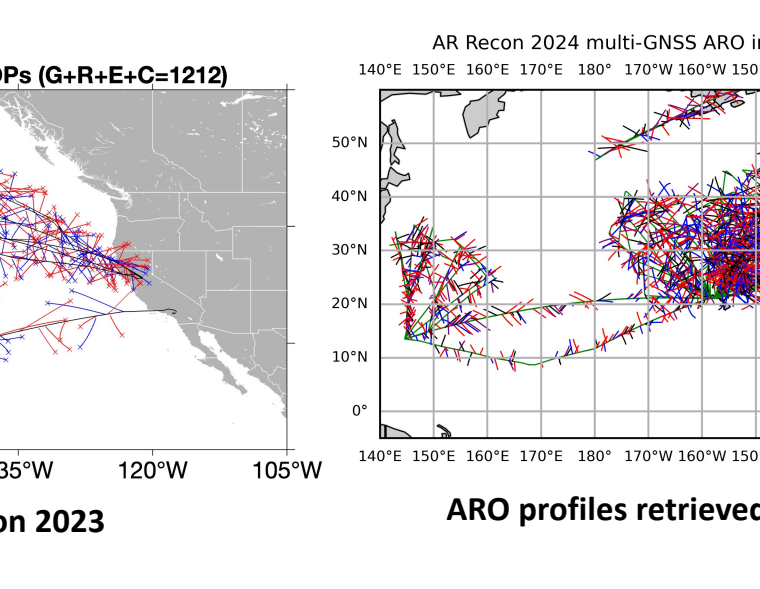 OPs (G+R+E+C=1212)
35°W 120°W 105°W
on 2023
AR Recon 2024 multi-GNSS ARO in
140°E 150°E 160°E 170°E 180° 170°W 160°W 150
50°N
40°N
30°N
20°N
10°N
0°
140°E 150°E 160°E 170°E 180° 170°W 160°W 150
ARO profiles retrieved